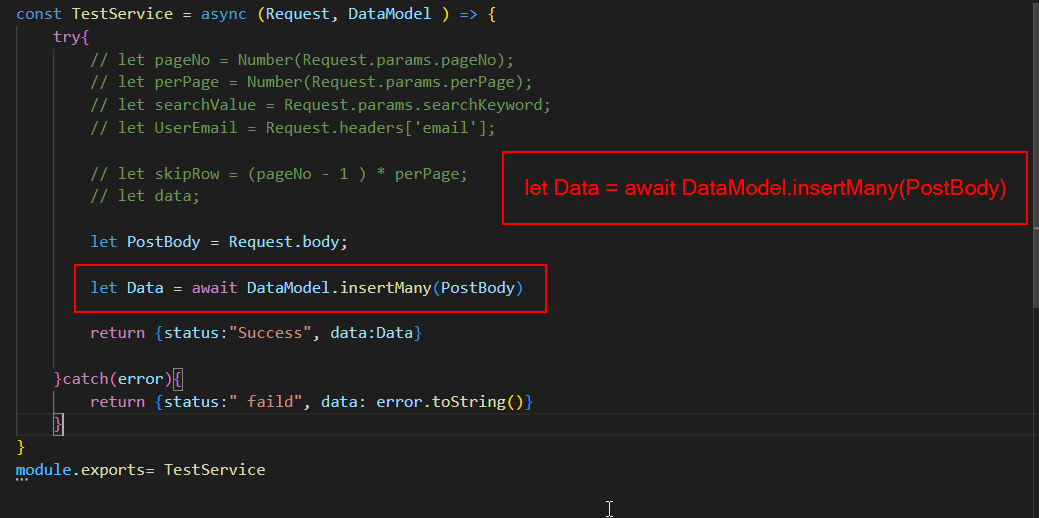 const TestService = async (Request, DataModel ) => {
try{
// let pageNo = Number(Request.params.pageNo);
// let perPage = Number(Request.params.perPage);
// let searchValue = Request.params.searchKeyword;
// let UserEmail = Request.headers['email'];
// let skipRow = (pageNo - 1 ) * perPage;
// let data;
let Data = await DataModel.insertMany(PostBody)
let PostBody = Request.body;
let Data = await DataModel.insertMany(PostBody)
return {status:"Success", data:Data}
}catch(error){
return {status:" faild", data: error.toString()}
}
}
module.exports= TestService